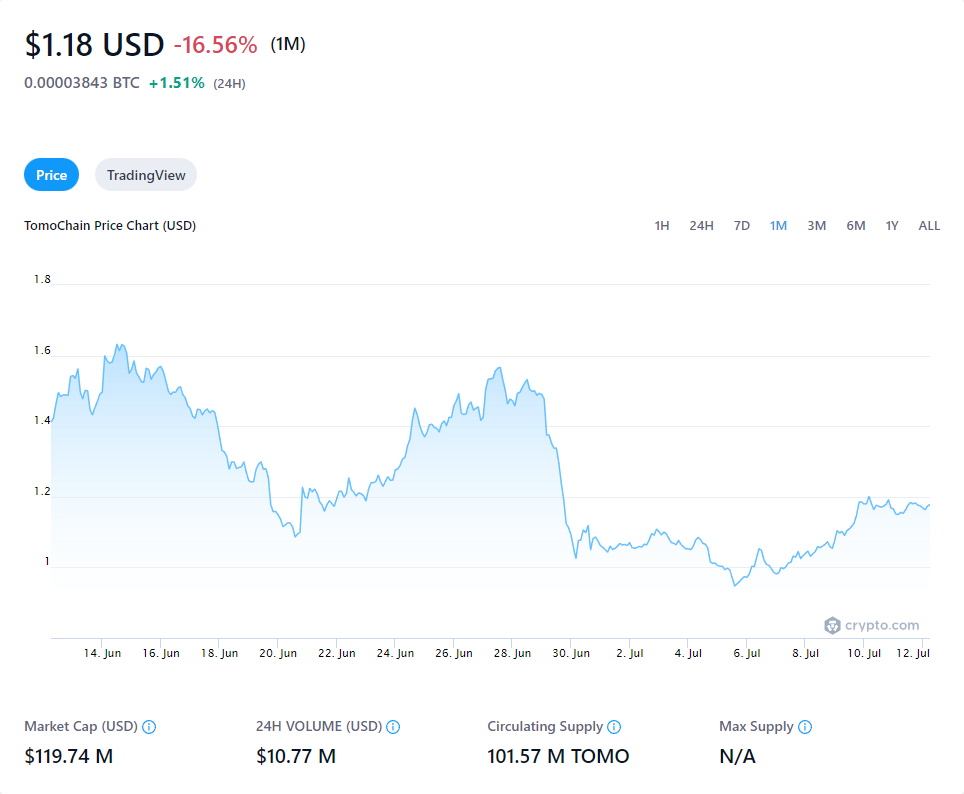 $1.18 USD -16.56% (1M)
0.00003843 BTC +1.51% (24H)
Price TradingView
TomoChain Price Chart (USD) 1H 24H 7D 1M 3M 6M 1Y ALL
1.8
1.6
1.4
1.2
1
crypto.com
14. Jun 16. Jun 18. Jun 20. Jun 22. Jun 24. Jun 26. Jun 28. Jun 30. Jun 2. Jul 4. Jul 6. Jul 8. Jul 10. Jul 12. Jul
Market Cap (USD) 24H VOLUME (USD) Circulating Supply Max Supply
$119.74 M $10.77 M 101.57 M TOMO N/A